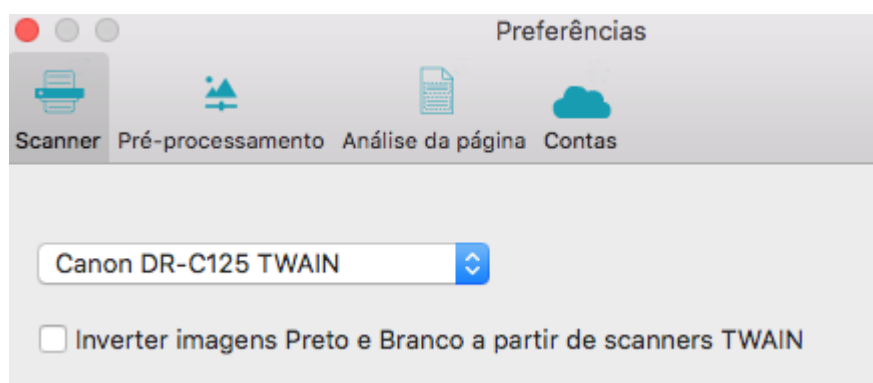 Preferências
Scanner Pré-processamento Análise da página Contas
Canon DR-C125 TWAIN
Inverter imagens Preto e Branco a partir de scanners TWAIN